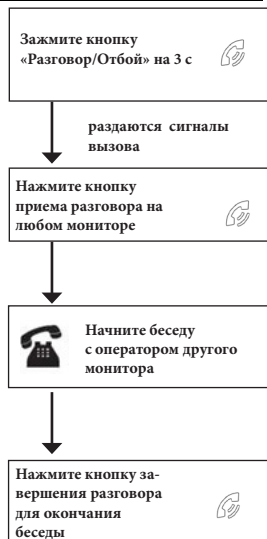 Зажмите кнопку
«Разговор/Отбой» на 3 с
раздаются сигналы
вызова
Нажмите кнопку
приема разговора на
любом мониторе
Начните беседу
с оператором другого
монитора
Нажмите кнопку за-
вершения разговора
для окончания
беседы